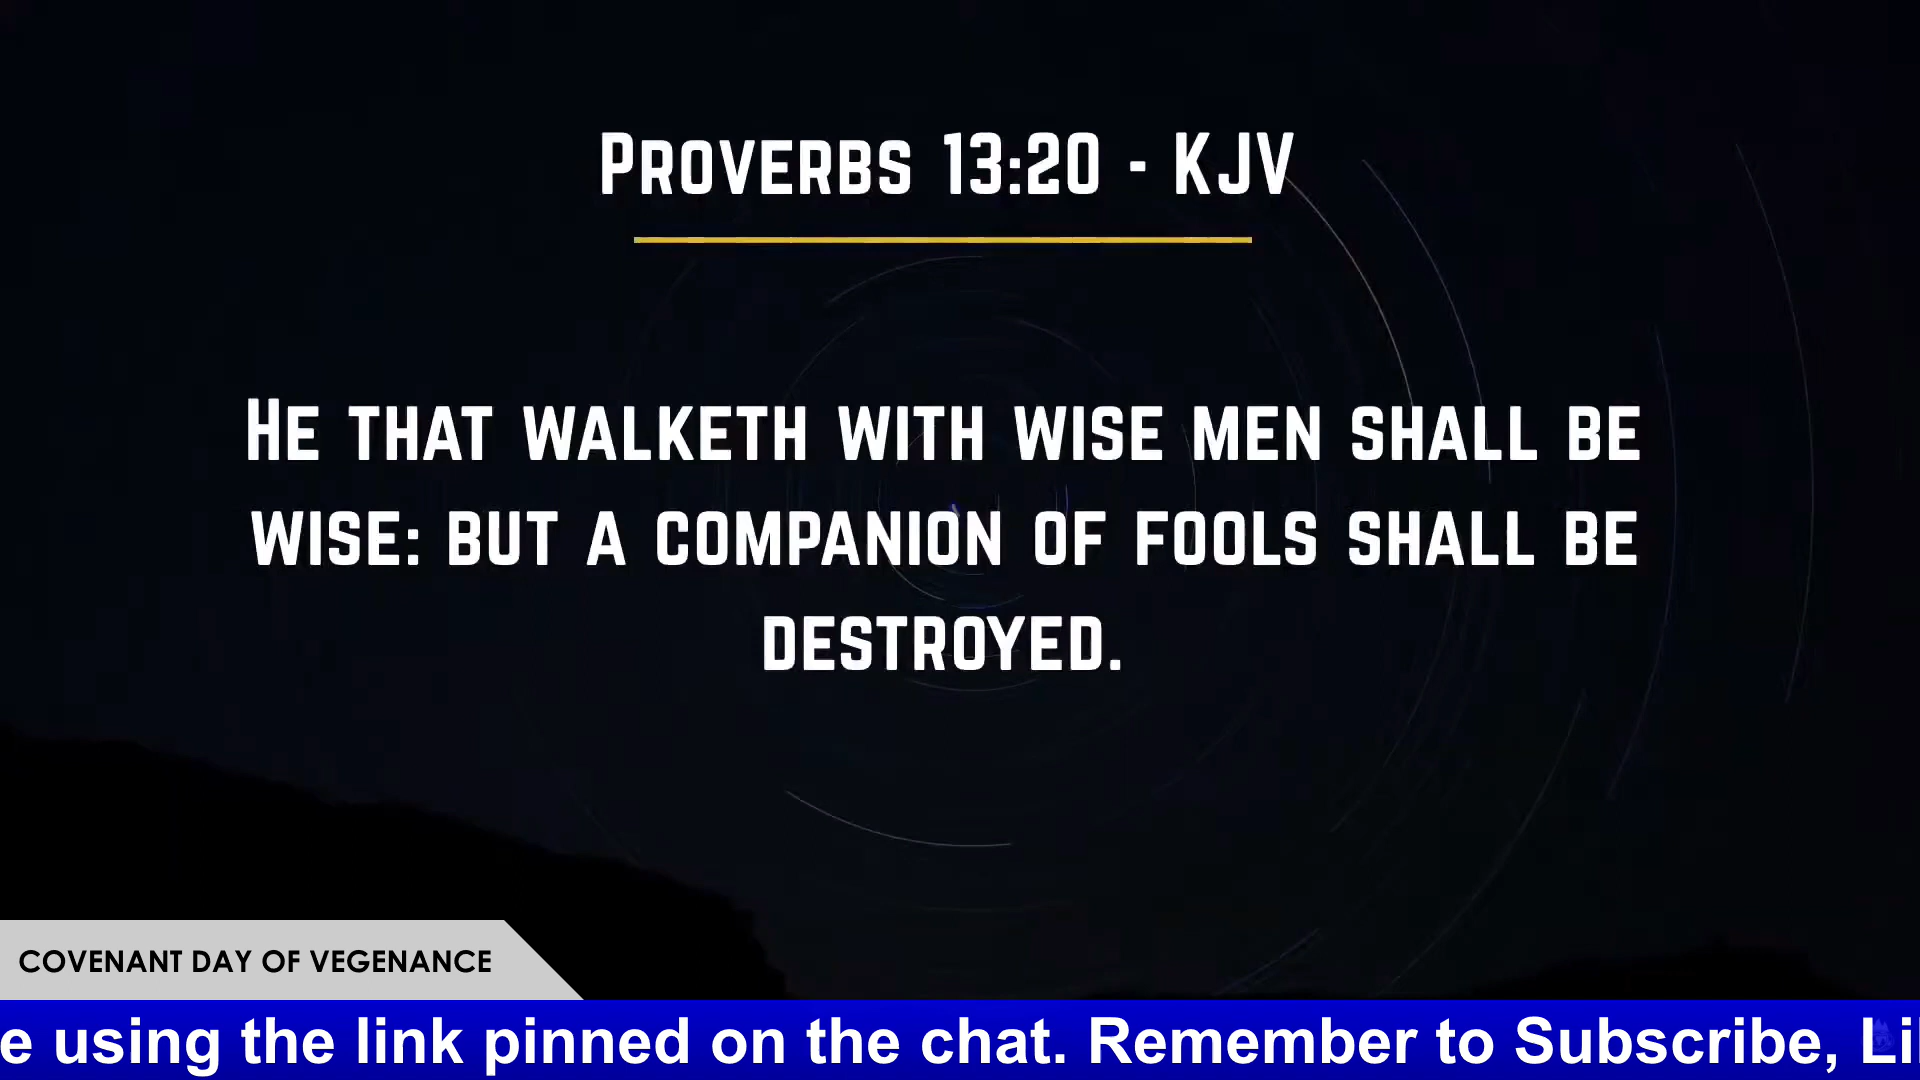 Proverbs 13:20 - KJV
He that walketh with wise men shall be
wise: but a companion of fools shall be
destroyed.
COVENANT DAY OF VEGENANCE
e using the link pinned on the chat. Remember to Subscribe,